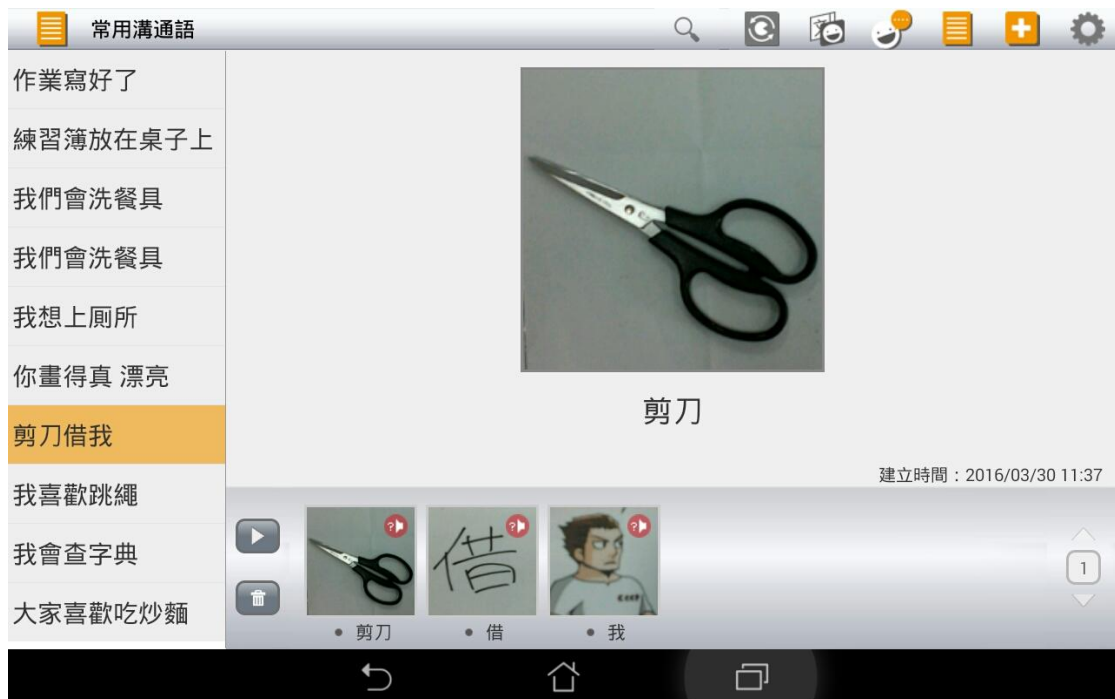 常用溝通語
作業寫好了
練習簿放在桌子上
我們會洗餐具
我們會洗餐具
我想上厠所
你畫得真 漂亮
剪刀借我
我喜歡跳繩
我會查字典
大家喜歡吃炒麵
剪刀
建立時間：2016/03/30 11:37
借
• 剪刀
• 借
• 我
1